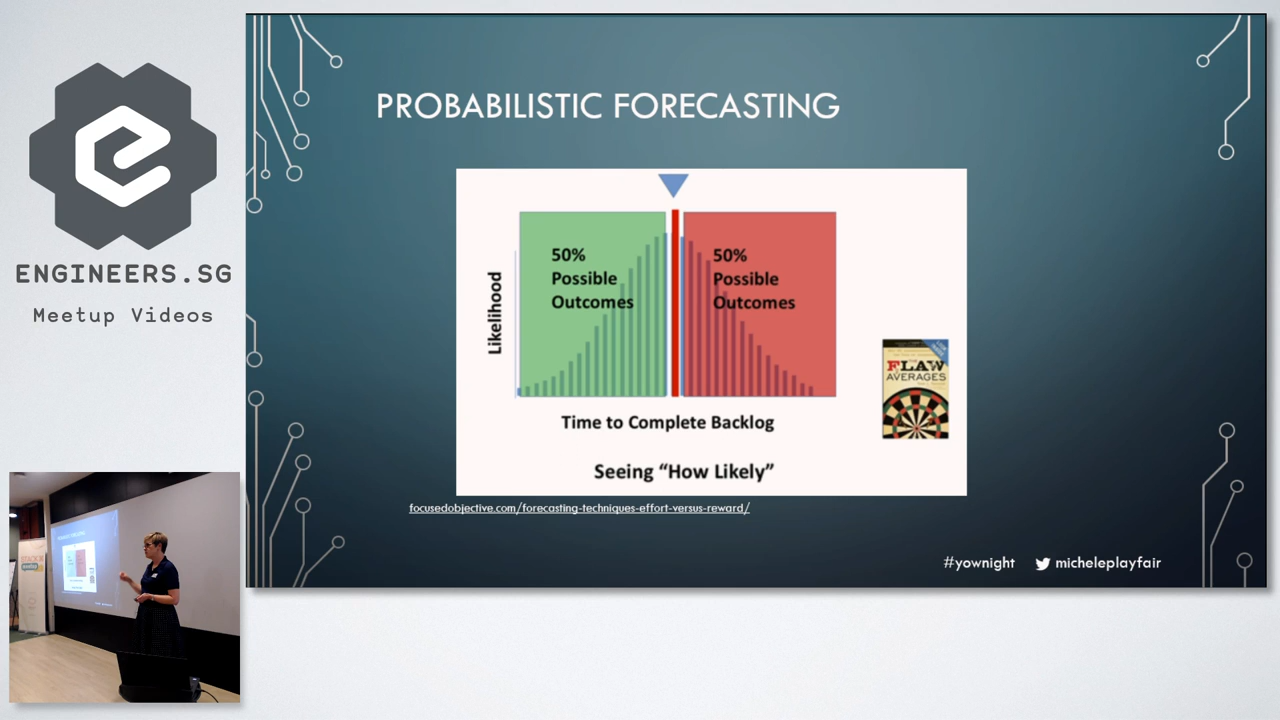 ENGINEERS.SG
Meetup Videos
PROBABILISTIC FORECASTING
50%
Possible
Outcomes
50%
Possible
Outcomes
Likelihood
Time to Complete Backlog
Seeing “How Likely”
FLAW
AVERAGES
focusedobjective.com/forecasting-techniques-effort-versus-reward/
#yownight
micheleplayfair